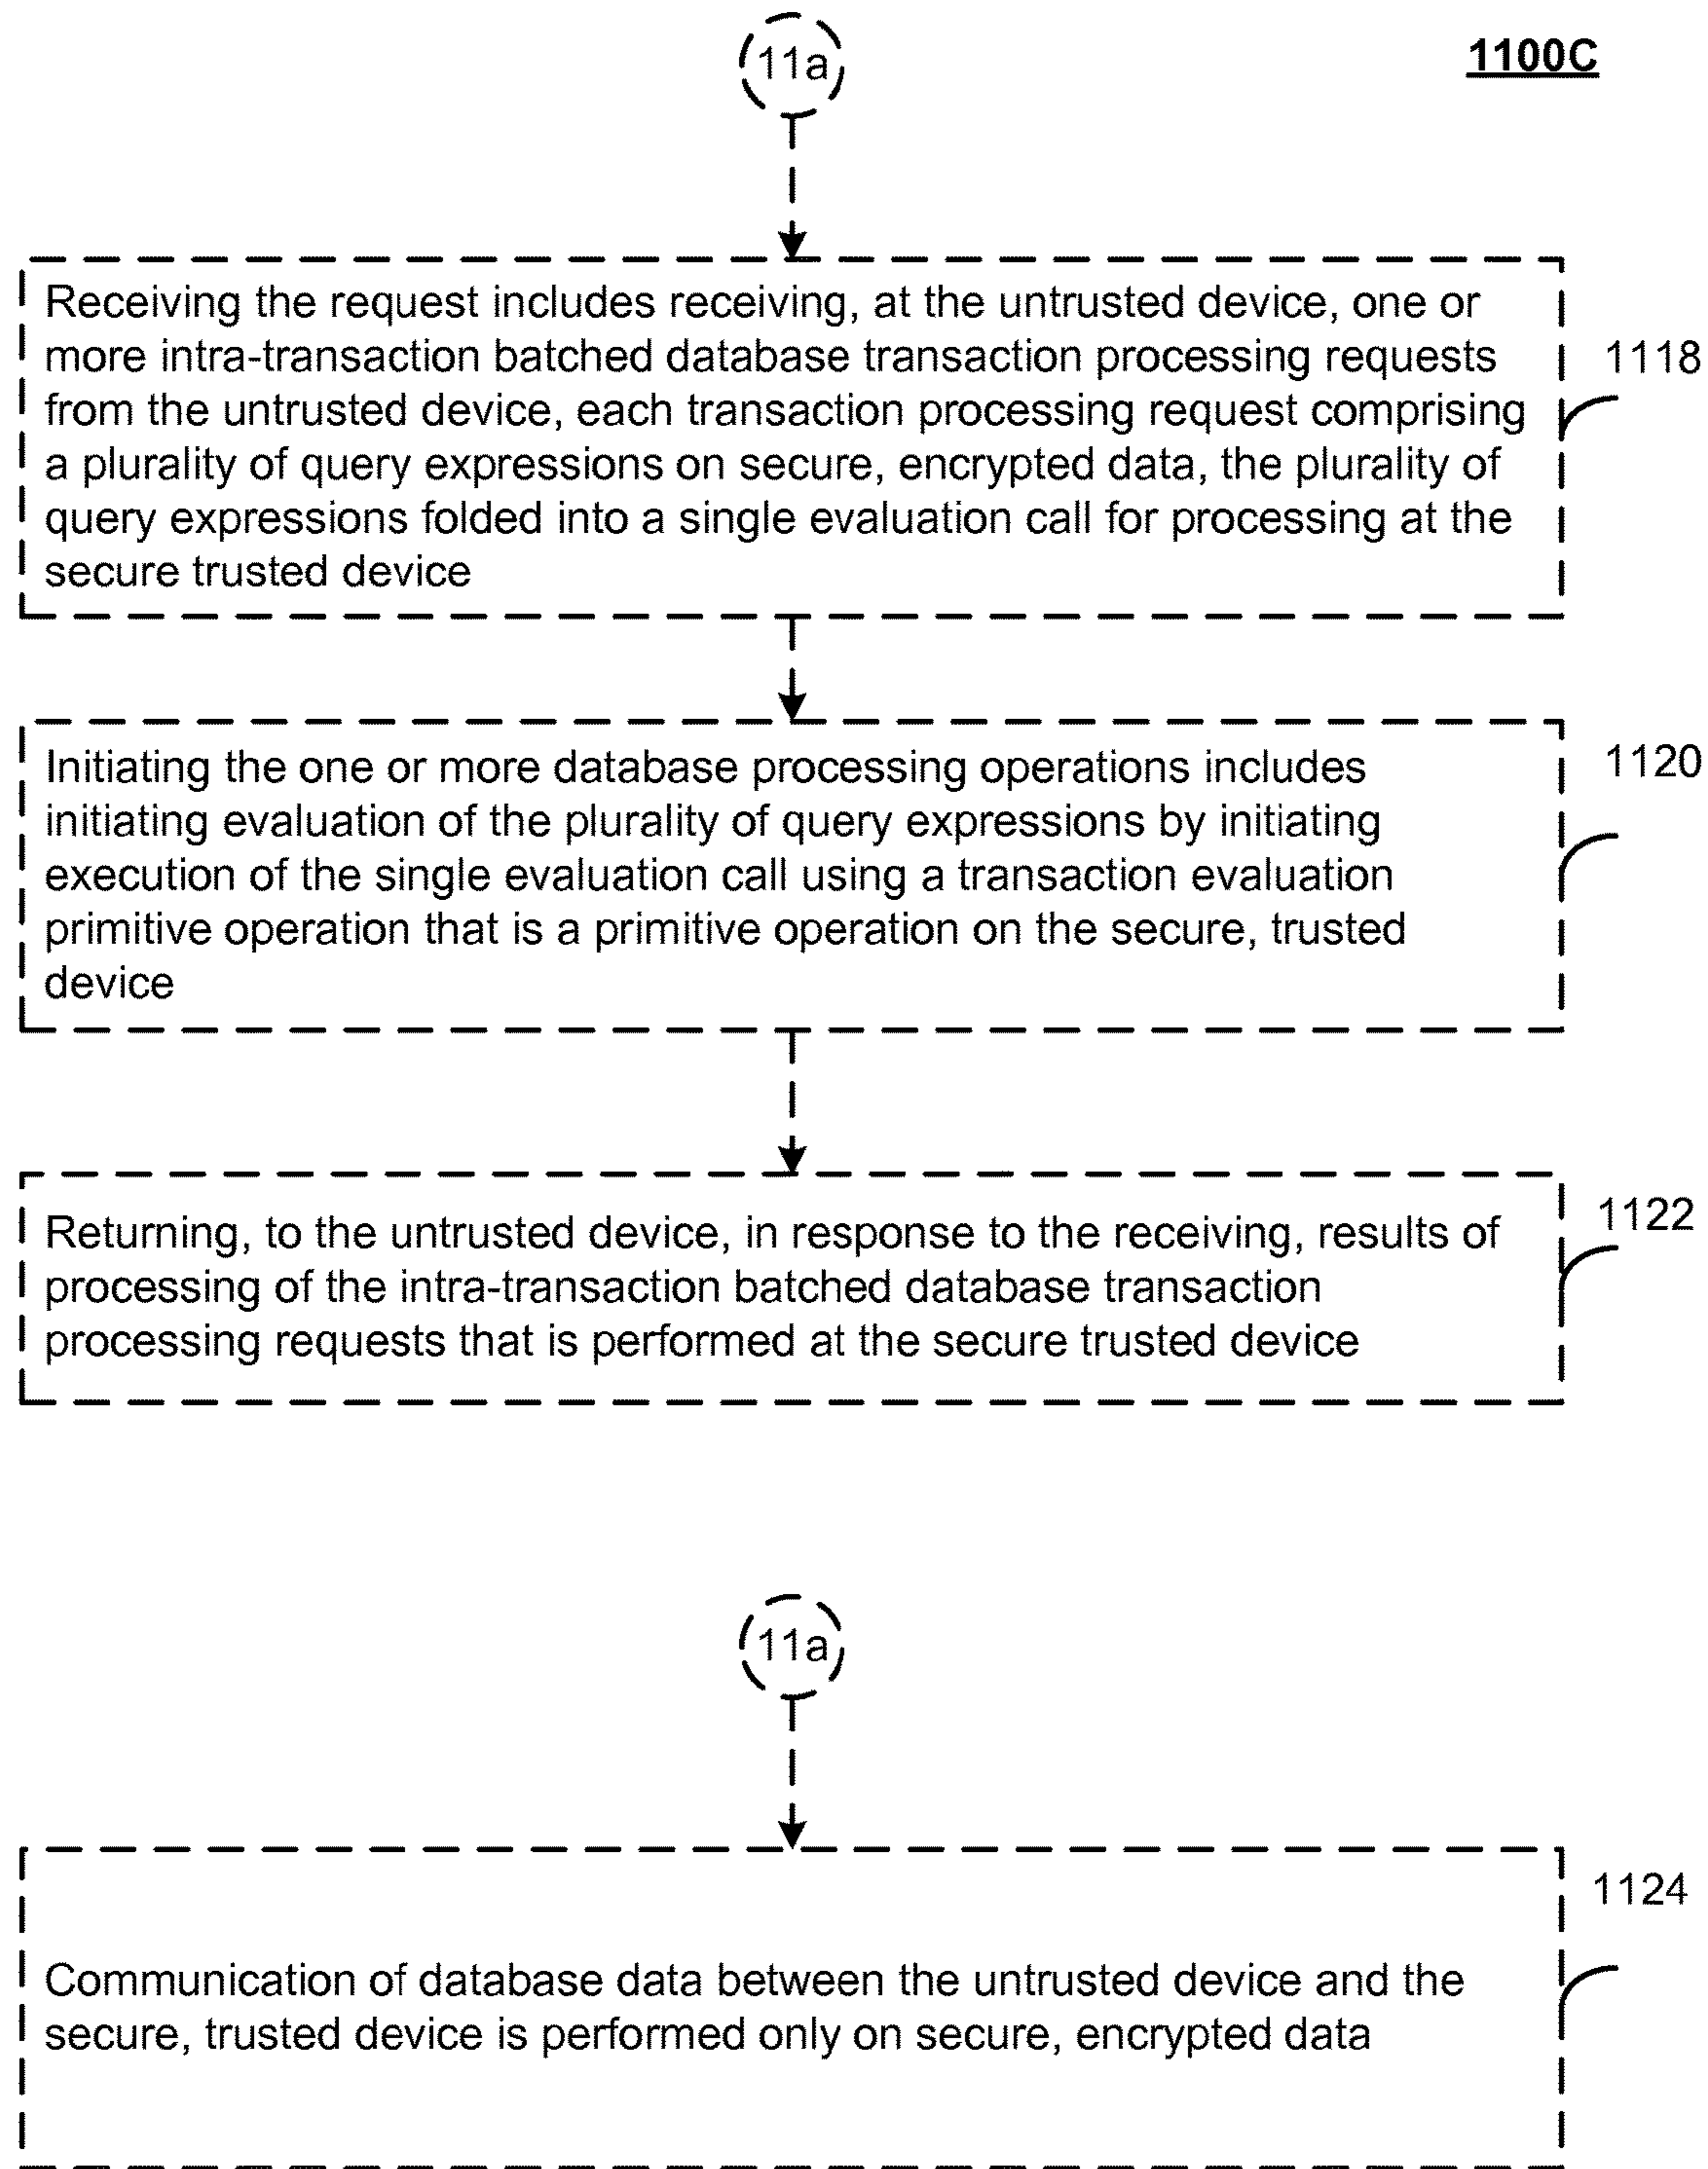 11a
1100C
Receiving the request includes receiving, at the untrusted device, one or
more intra-transaction batched database transaction processing requests
from the untrusted device, each transaction processing request comprising
a plurality of query expressions on secure, encrypted data, the plurality of
query expressions folded into a single evaluation call for processing at the
secure trusted device
1118
Initiating the one or more database processing operations includes
initiating evaluation of the plurality of query expressions by initiating
execution of the single evaluation call using a transaction evaluation
primitive operation that is a primitive operation on the secure, trusted
device
1120
Returning, to the untrusted device, in response to the receiving, results of
processing of the intra-transaction batched database transaction
processing requests that is performed at the secure trusted device
1122
11a
Communication of database data between the untrusted device and the
secure, trusted device is performed only on secure, encrypted data
1124